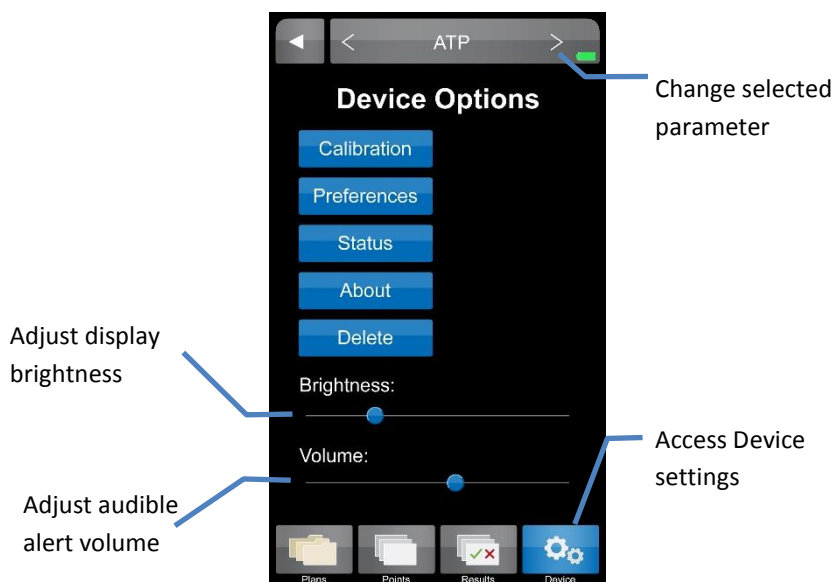 ATP
Change selected
parameter
Device Options
Calibration
Preferences
Status
About
Delete
Adjust display
brightness
Brightness:
Volume:
Access Device
settings
Adjust audible
alert volume
Plans
Points
Results
Device